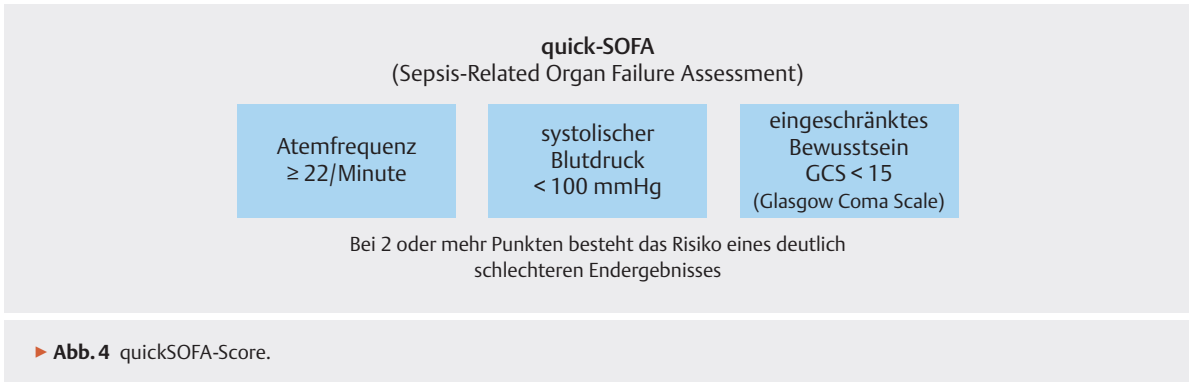 quick-SOFA
(Sepsis-Related Organ Failure Assessment)
Atemfrequenz
≥ 22/Minute
systolischer
Blutdruck
< 100 mmHg
eingeschränktes
Bewusstsein
GCS < 15
(Glasgow Coma Scale)
Bei 2 oder mehr Punkten besteht das Risiko eines deutlich
schlechteren Endergebnisses
▶ Abb. 4 quickSOFA-Score.